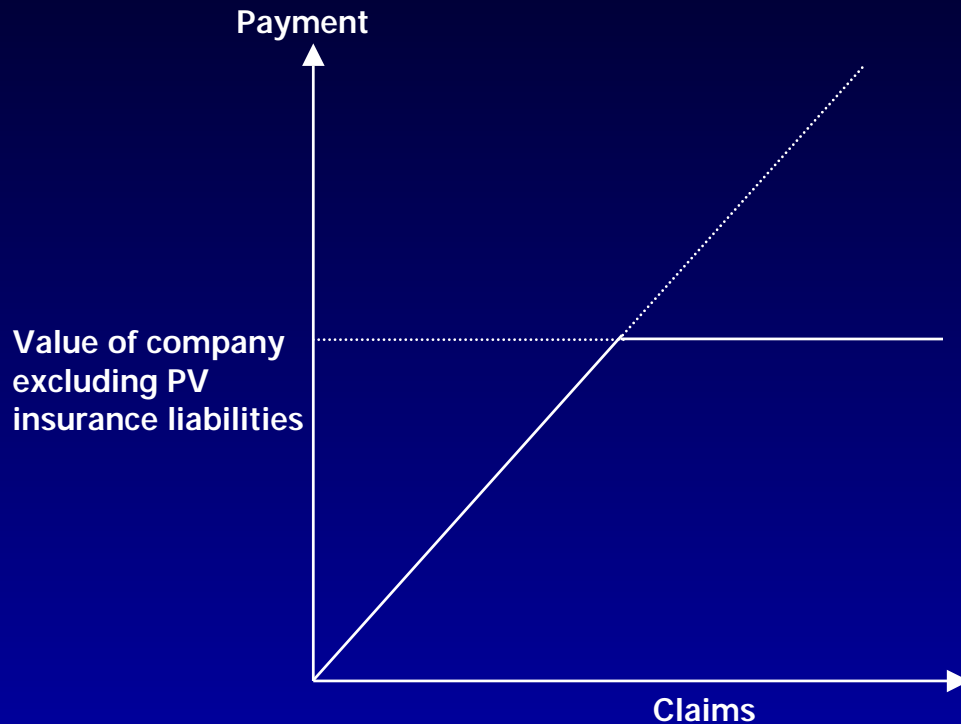 Payment
Value of company
excluding PV
insurance liabilities
Claims